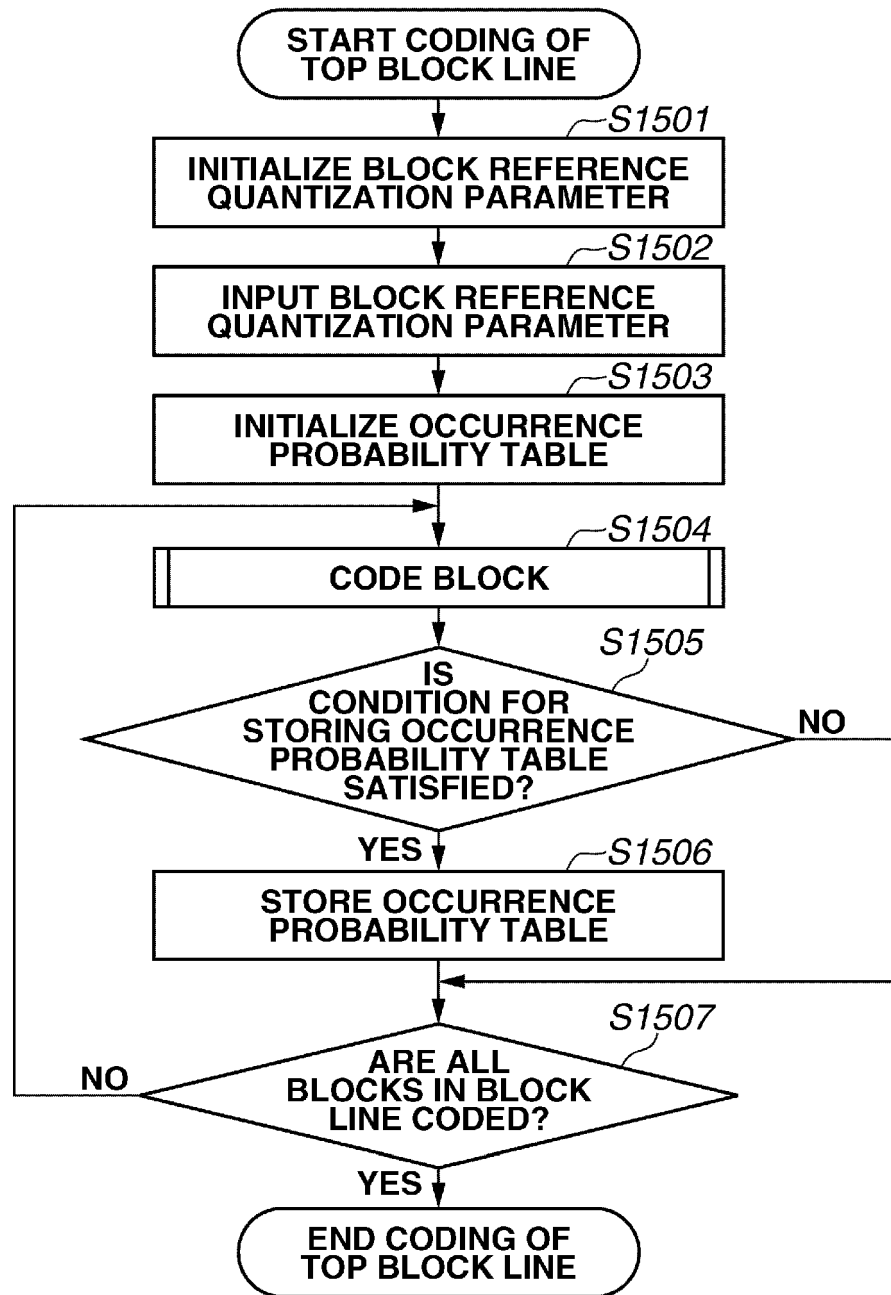 START CODING OF
TOP BLOCK LINE
S1501
INITIALIZE BLOCK REFERENCE
QUANTIZATION PARAMETER
S1502
INPUT BLOCK REFERENCE
QUANTIZATION PARAMETER
S1503
INITIALIZE OCCURRENCE
PROBABILITY TABLE
S1504
CODE BLOCK
S1505
IS
CONDITION FOR
STORING OCCURRENCE
PROBABILITY TABLE
SATISFIED?
NO
YES
S1506
STORE OCCURRENCE
PROBABILITY TABLE
S1507
ARE ALL
BLOCKS IN BLOCK
LINE CODED?
NO
YES
END CODING OF
TOP BLOCK LINE